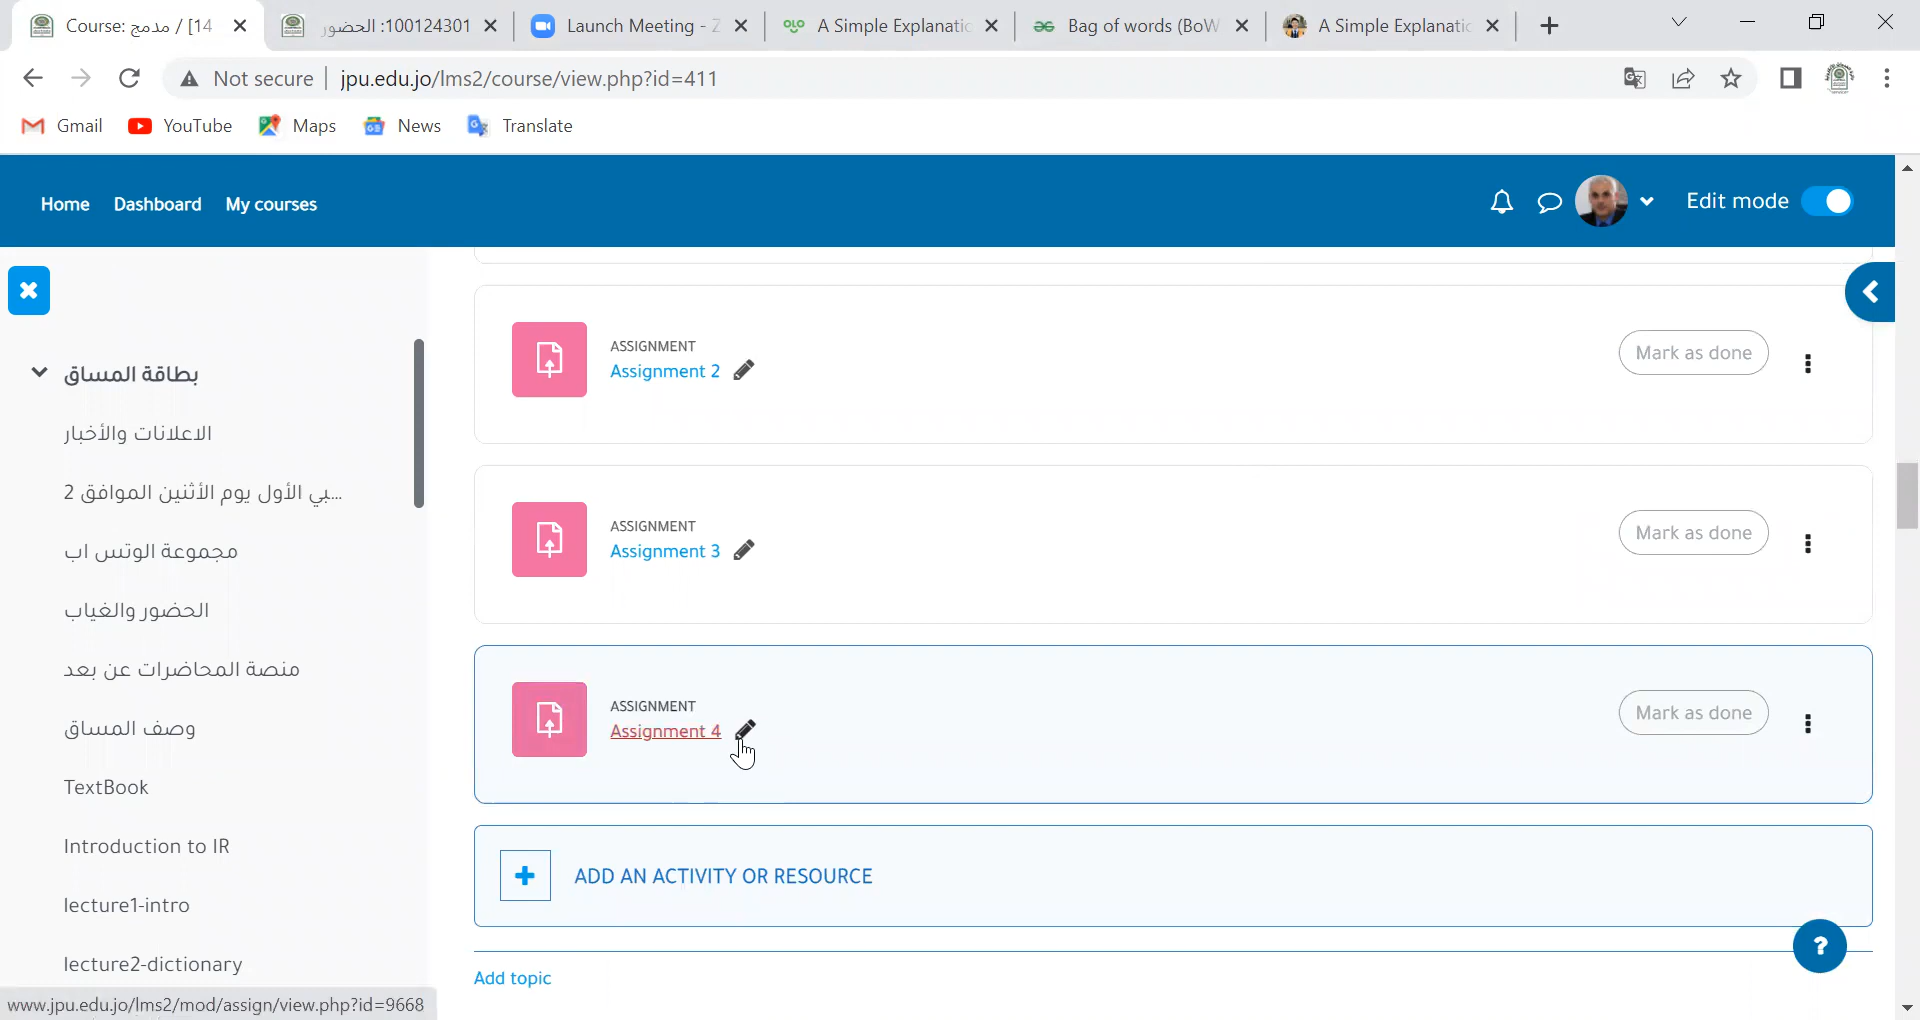 Course: مدمج / [14
الحضور :100124301
Launch Meeting - Z
A Simple Explanatic
Bag of words (BoW
A Simple Explanatic
Not secure
jpu.edu.jo/lms2/course/view.php?id=411
Gmail
YouTube
Maps
News
Translate
Home
Dashboard
My courses
Edit mode
بطاقة المساق
الاعلانات والأخبار
...بي الأول يوم الأثنين الموافق 2
مجموعة الوتس اب
الحضور والغياب
منصة المحاضرات عن بعد
وصف المساق
TextBook
Introduction to IR
lecture1-intro
lecture2-dictionary
ASSIGNMENT
Assignment 2
Mark as done
ASSIGNMENT
Assignment 3
Mark as done
ASSIGNMENT
Assignment 4
Mark as done
ADD AN ACTIVITY OR RESOURCE
Add topic
?
www.jpu.edu.jo/lms2/mod/assign/view.php?id=9668